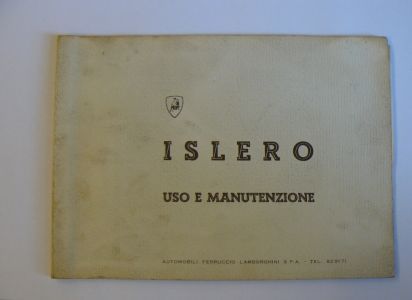 ISLERO
USO E MANUTENZIONE
AUTOMOBILI FERRUCCIO LAMBORGHINI S.P.A. - TEL.